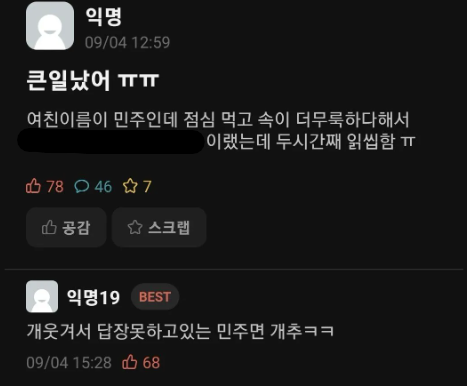 익명
09/04 12:59
큰일났어 ㅠㅠ
여친이름이 민주인데 점심 먹고 속이 더무룩하다해서
이랬는데 두시간째 읽씹함 ㅠ
78 46 7
공감 스크랩
익명19 BEST
개웃겨서 답장못하고있는 민주면 개추ㅋㅋ
09/04 15:28 68